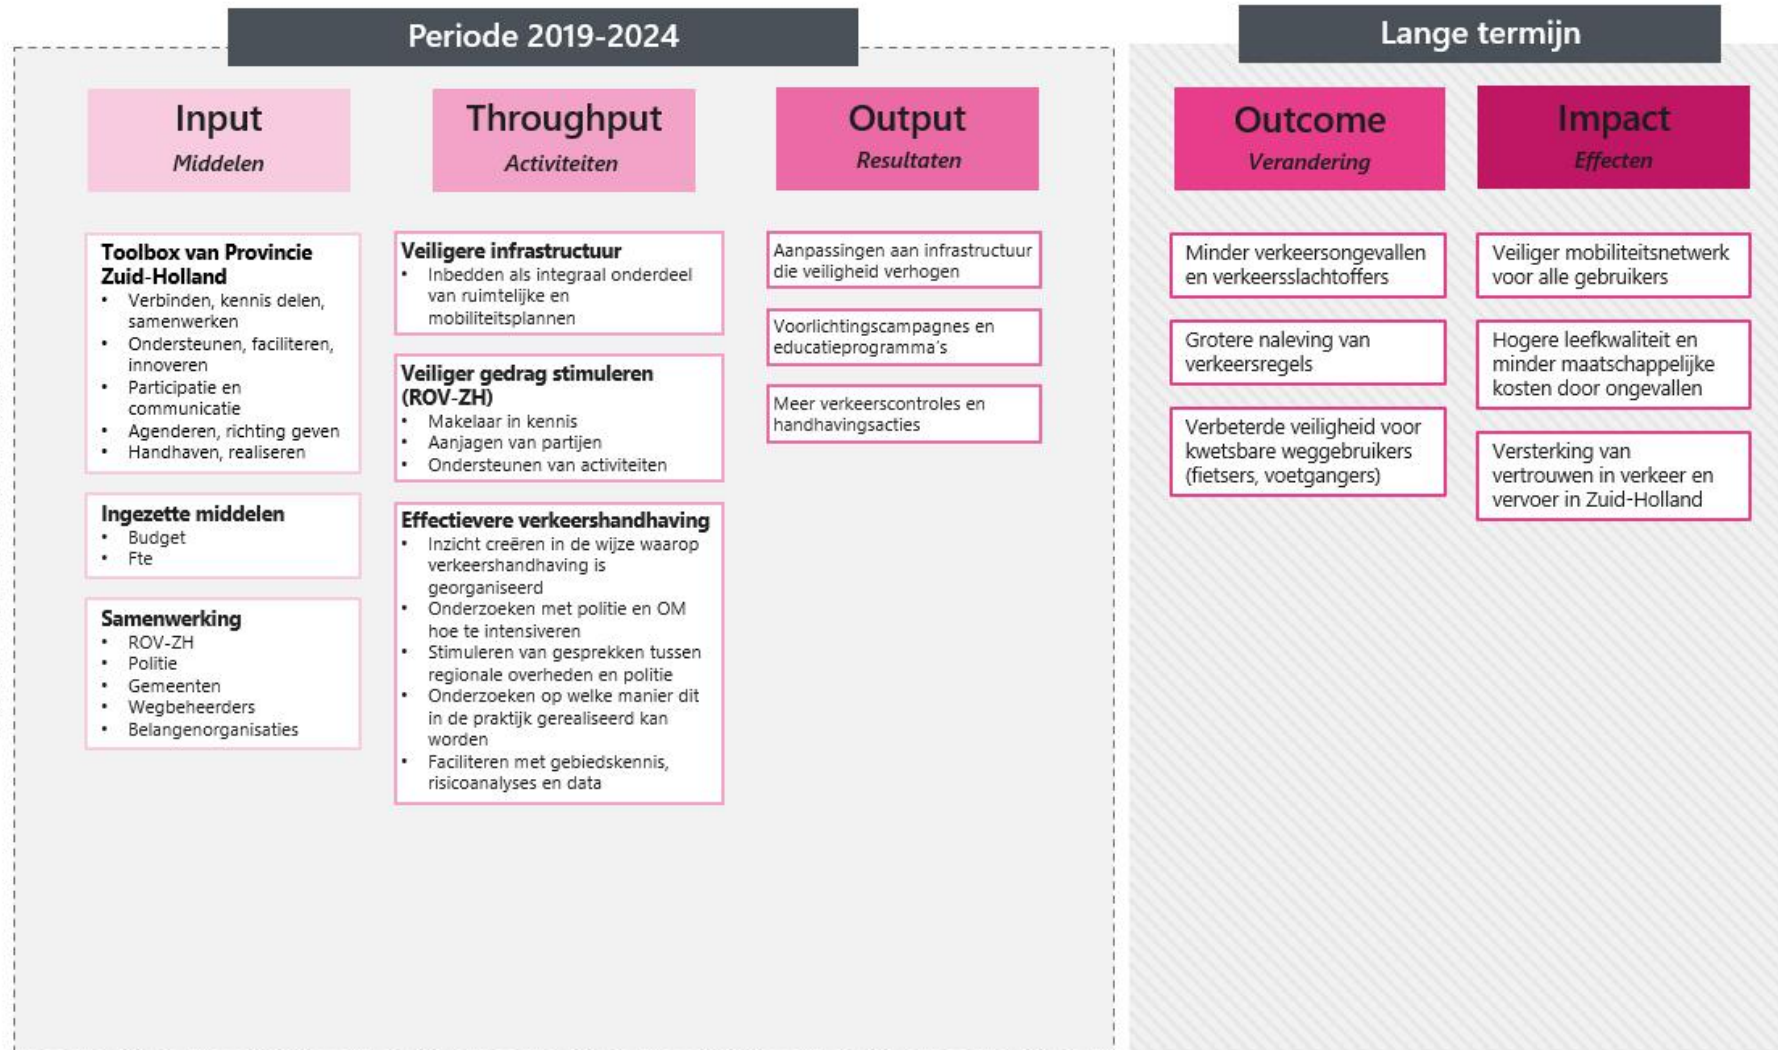 Periode 2019-2024
Input
Middelen
Toolbox van Provincie
Zuid-Holland
• Verbinden, kennis delen,
samenwerken
• Ondersteunen, faciliteren,
innoveren
• Participatie en
communicatie
• Agenderen, richting geven
• Handhaven, realiseren
Ingezette middelen
• Budget
• Fte
Samenwerking
• ROV-ZH
• Politie
• Gemeenten
• Wegbeheerders
• Belangenorganisaties
Throughput
Activiteiten
Veiligere infrastructuur
• Inbedden als integraal onderdeel
van ruimtelijke en
mobiliteitsplannen
Veiliger gedrag stimuleren
(ROV-ZH)
• Makelaar in kennis
• Aanjagen van partijen
• Ondersteunen van activiteiten
Effectievere verkeershandhaving
• Inzicht creëren in de wijze waarop
verkeershandhaving is
georganiseerd
• Onderzoeken met politie en OM
hoe te intensiveren
• Stimuleren van gesprekken tussen
regionale overheden en politie
• Onderzoeken op welke manier dit
in de praktijk gerealiseerd kan
worden
• Faciliteren met gebiedskennis,
risicoanalyses en data
Output
Resultaten
Aanpassingen aan infrastructuur
die veiligheid verhogen
Voorlichtingscampagnes en
educatieprogramma's
Meer verkeerscontroles en
handhavingsacties
Lange termijn
Outcome
Verandering
Minder verkeersongevallen
en verkeersslachtoffers
Grotere naleving van
verkeersregels
Verbeterde veiligheid voor
kwetsbare weggebruikers
(fietsers, voetgangers)
Impact
Effecten
Veiliger mobiliteitsnetwerk
voor alle gebruikers
Hogere leefkwaliteit en
minder maatschappelijke
kosten door ongevallen
Versterking van
vertrouwen in verkeer en
vervoer in Zuid-Holland